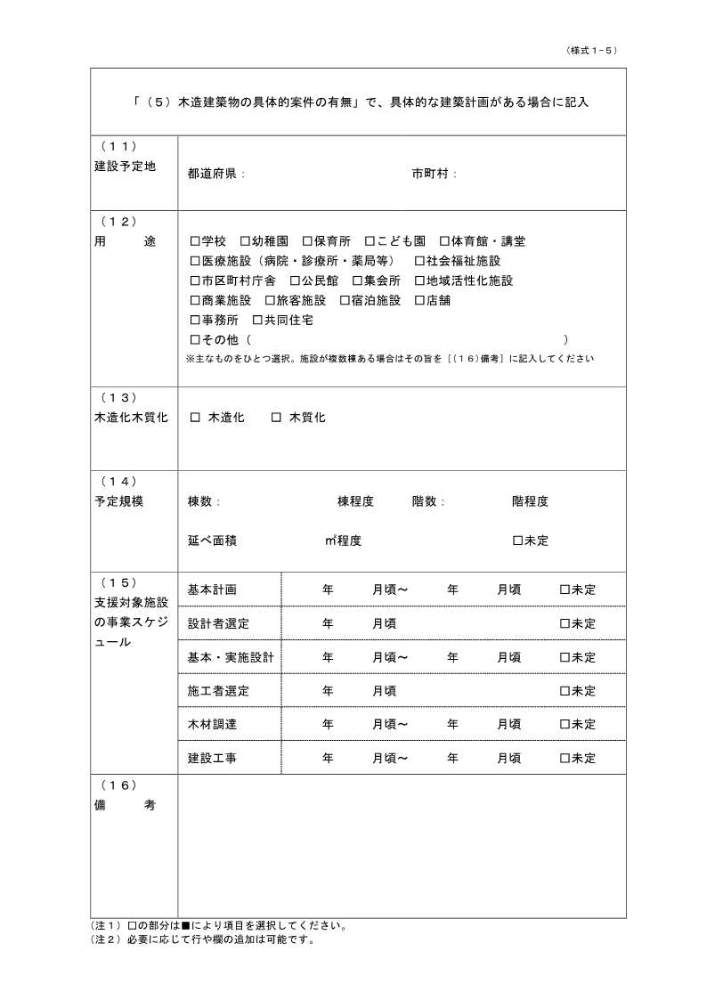 （様式１−５）
「（５）木造建築物の具体的案件の有無」で、具体的な建築計画がある場合に記入
（１１）
建設予定地
都道府県： 市町村：
（１２）
用　　　途
□学校　□幼稚園　□保育所　□こども園　□体育館・講堂
□医療施設（病院・診療所・薬局等）　□社会福祉施設
□市区町村庁舎　□公民館　□集会所　□地域活性化施設
□商業施設　□旅客施設　□宿泊施設　□店舗
□事務所　□共同住宅
□その他（　　　　　　　　　　　　　　　　　　　　　　　　　）
※主なものをひとつ選択。施設が複数棟ある場合はその旨を［（１６）備考］に記入してください
（１３）
木造化木質化
□ 木造化　　□ 木質化
（１４）
予定規模
棟数：　　　　　　　　　棟程度　　　階数：　　　　　階程度
延べ面積　　　　　　　㎡程度　　　　　　　　　　　　□未定
（１５）
支援対象施設
の事業スケジ
ュール
基本計画　　　年　　　月頃～　　　年　　　月頃　　　□未定
設計者選定　　　年　　　月頃　　　□未定
基本・実施設計　　　年　　　月頃～　　　年　　　月頃　　　□未定
施工者選定　　　年　　　月頃　　　□未定
木材調達　　　年　　　月頃～　　　年　　　月頃　　　□未定
建設工事　　　年　　　月頃～　　　年　　　月頃　　　□未定
（１６）
備　　　考
（注１）□の部分は■により項目を選択してください。
（注２）必要に応じて行や欄の追加は可能です。